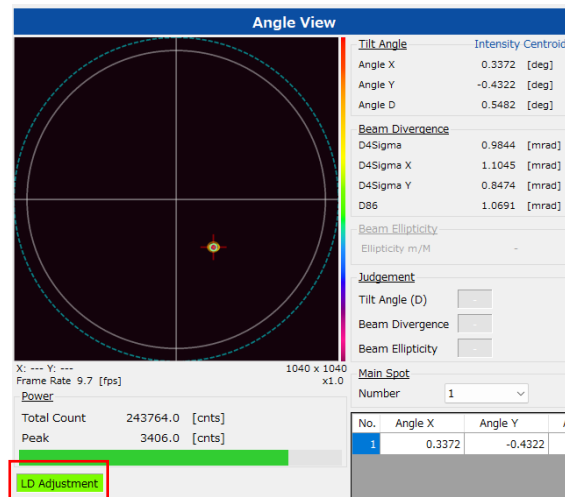 Angle View
Tilt Angle Intensity Centroid
Angle X 0.3372 [deg]
Angle Y -0.4322 [deg]
Angle D 0.5482 [deg]
Beam Divergence
D4Sigma 0.9844 [mrad]
D4Sigma X 1.1045 [mrad]
D4Sigma Y 0.8474 [mrad]
D86 1.0691 [mrad]
Beam Ellipticity
Ellipticity m/M -
Judgement
Tilt Angle (D) -
Beam Divergence -
Beam Ellipticity -
X: --- Y: --- 1040 x 1040
Frame Rate 9.7 [fps] x1.0
Main Spot
Number 1
Power
Total Count 243764.0 [cnts]
Peak 3406.0 [cnts]
No. Angle X Angle Y
1 0.3372 -0.4322
LD Adjustment